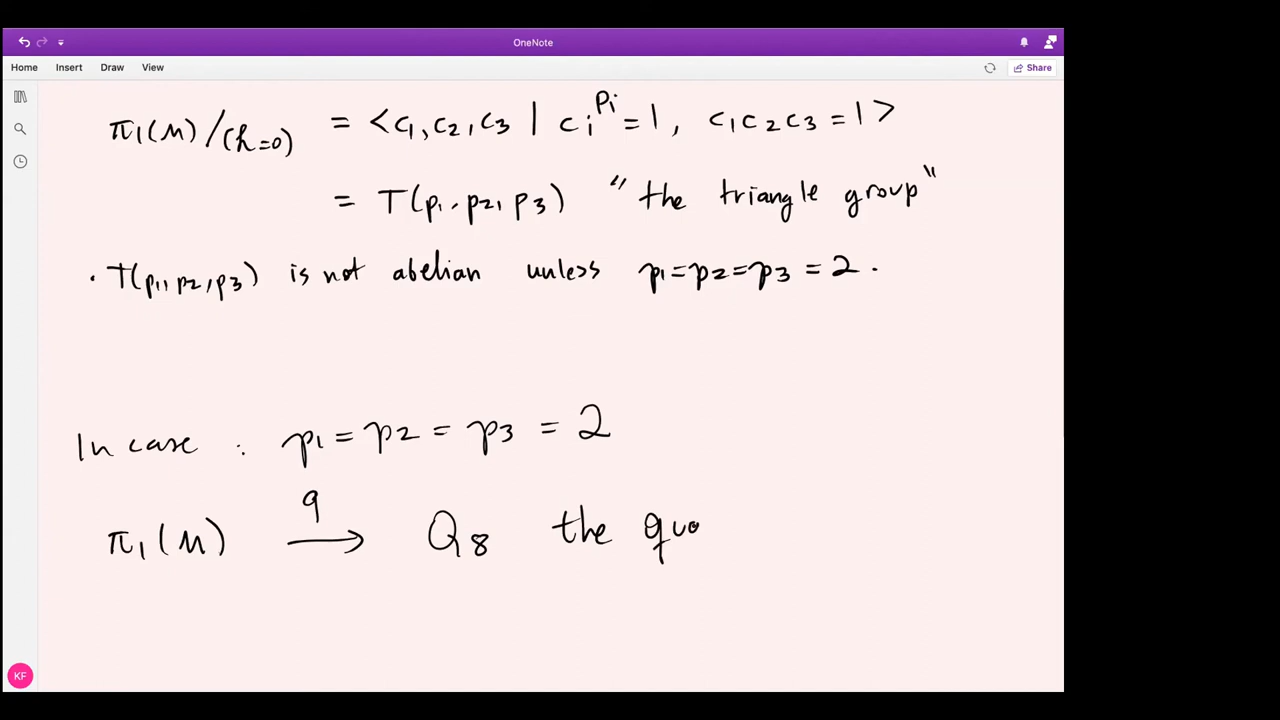 OneNote
Home Insert Draw View Share
π₁(M)/(h=0) = <c₁, c₂, c₃ | cᵢ^pᵢ = 1, c₁c₂c₃ = 1>
= T(p₁, p₂, p₃) "the triangle group"
· T(p₁, p₂, p₃) is not abelian unless p₁=p₂=p₃=2.
In case : p₁ = p₂ = p₃ = 2
q
π₁(M) → Q₈ the quo
KF